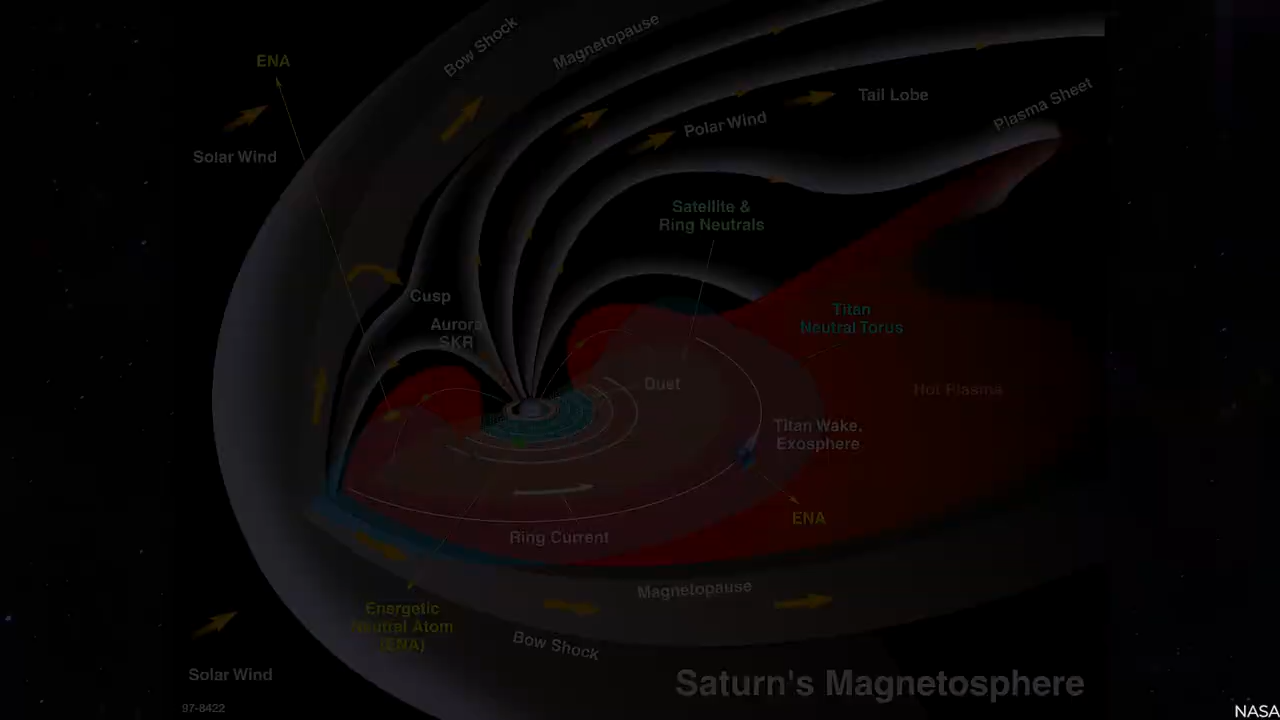 Bow Shock
Magnetopause
ENA
Solar Wind
Tail Lobe
Plasma Sheet
Polar Wind
Satellite &
Ring Neutrals
Cusp
Aurora
SKR
Titan
Neutral Torus
Dust
Hot Plasma
Titan Wake,
Exosphere
ENA
Ring Current
Magnetopause
Energetic
Neutral Atom
(ENA)
Bow Shock
Solar Wind
Saturn's Magnetosphere
97-8422
NASA